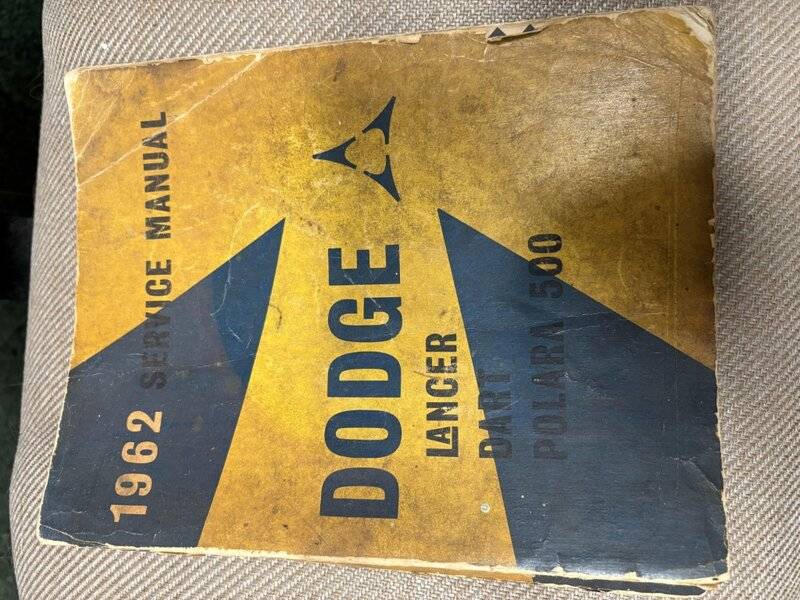 1962 SERVICE MANUAL
DODGE
LANCER
DART
POLARA 500